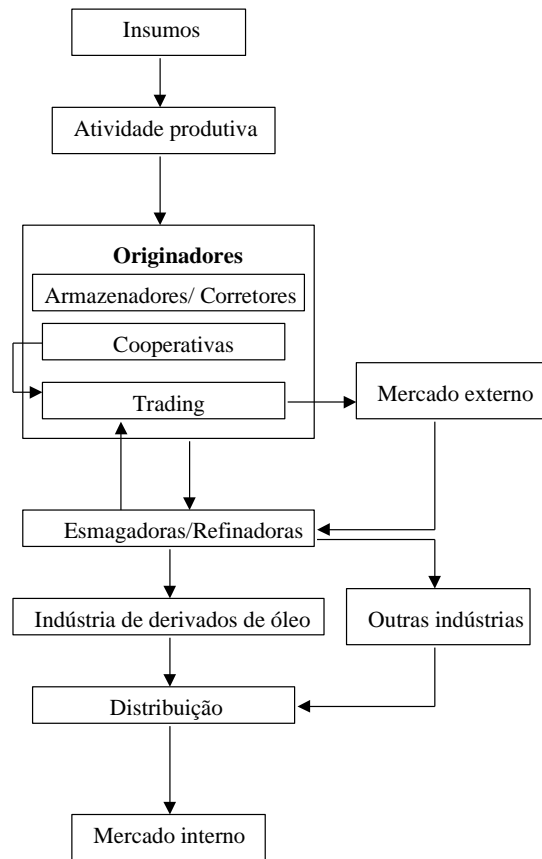 Insumos
Atividade produtiva
Originadores
Armazenadores/ Corretores
Cooperativas
Trading
Mercado externo
Esmagadoras/Refinadoras
Indústria de derivados de óleo
Outras indústrias
Distribuição
Mercado interno